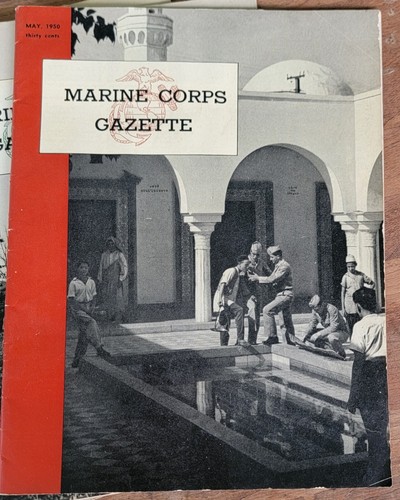 MAY, 1950
thirty cents
MARINE CORPS
GAZETTE